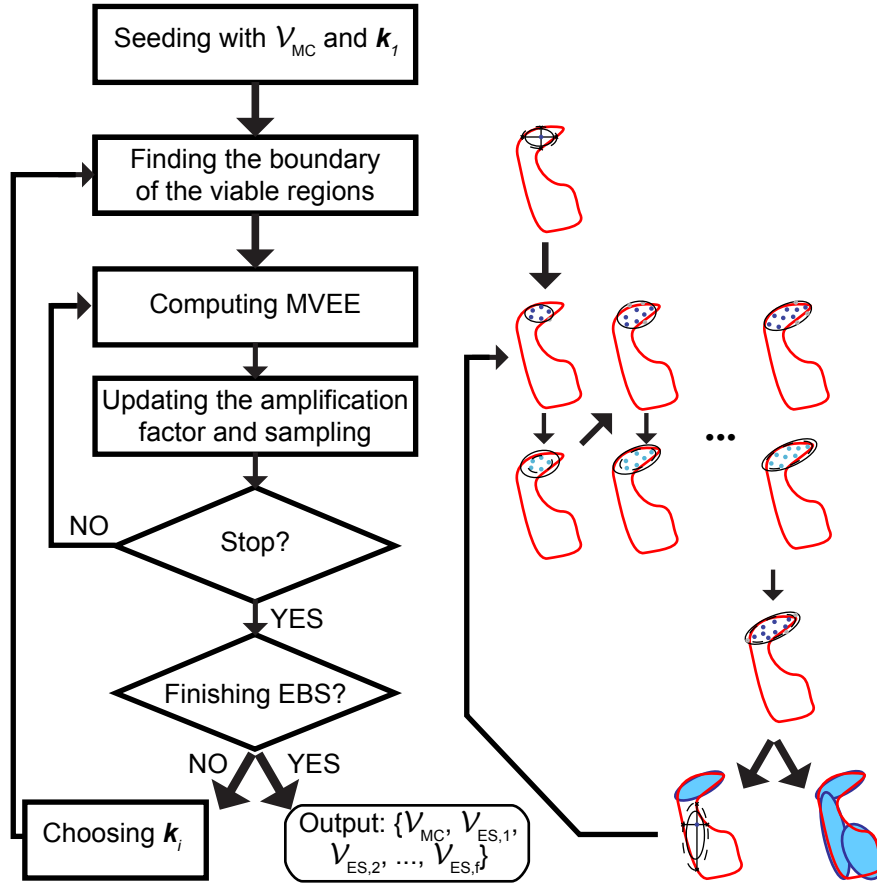 Seeding with 𝒱MC and k1
Finding the boundary
of the viable regions
Computing MVEE
Updating the amplification
factor and sampling
NO
Stop?
YES
Finishing EBS?
NO
YES
Choosing ki
Output: {𝒱MC, 𝒱ES,1,
𝒱ES,2, ..., 𝒱ES,f}
...